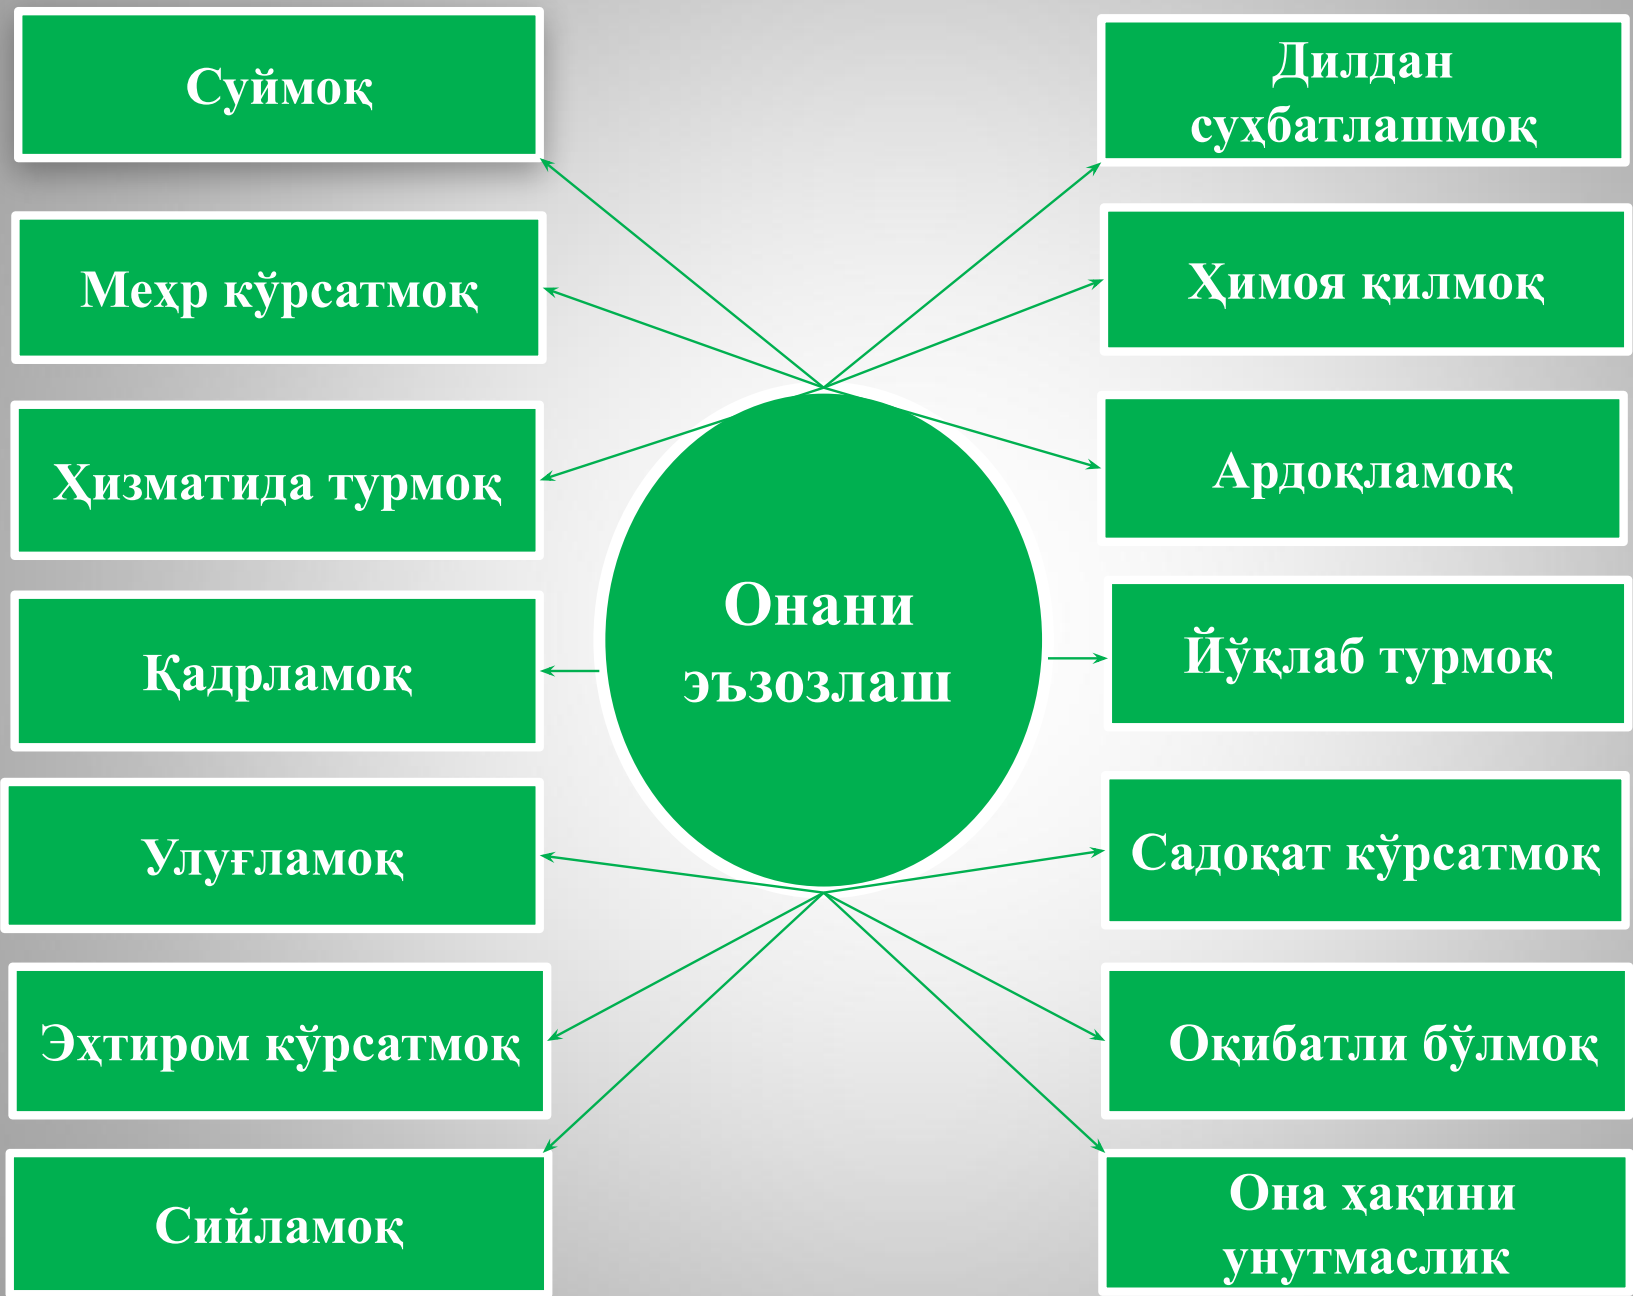 Суймоқ
Меҳр кўрсатмоқ
Ҳизматида турмоқ
Қадрламоқ
Улуғламоқ
Эҳтиром кўрсатмоқ
Сийламоқ
Онани
эъзозлаш
Дилдан
суҳбатлашмоқ
Ҳимоя қилмоқ
Ардоқламоқ
Йўқлаб турмоқ
Садоқат кўрсатмоқ
Оқибатли бўлмоқ
Она ҳақини
унутмаслик